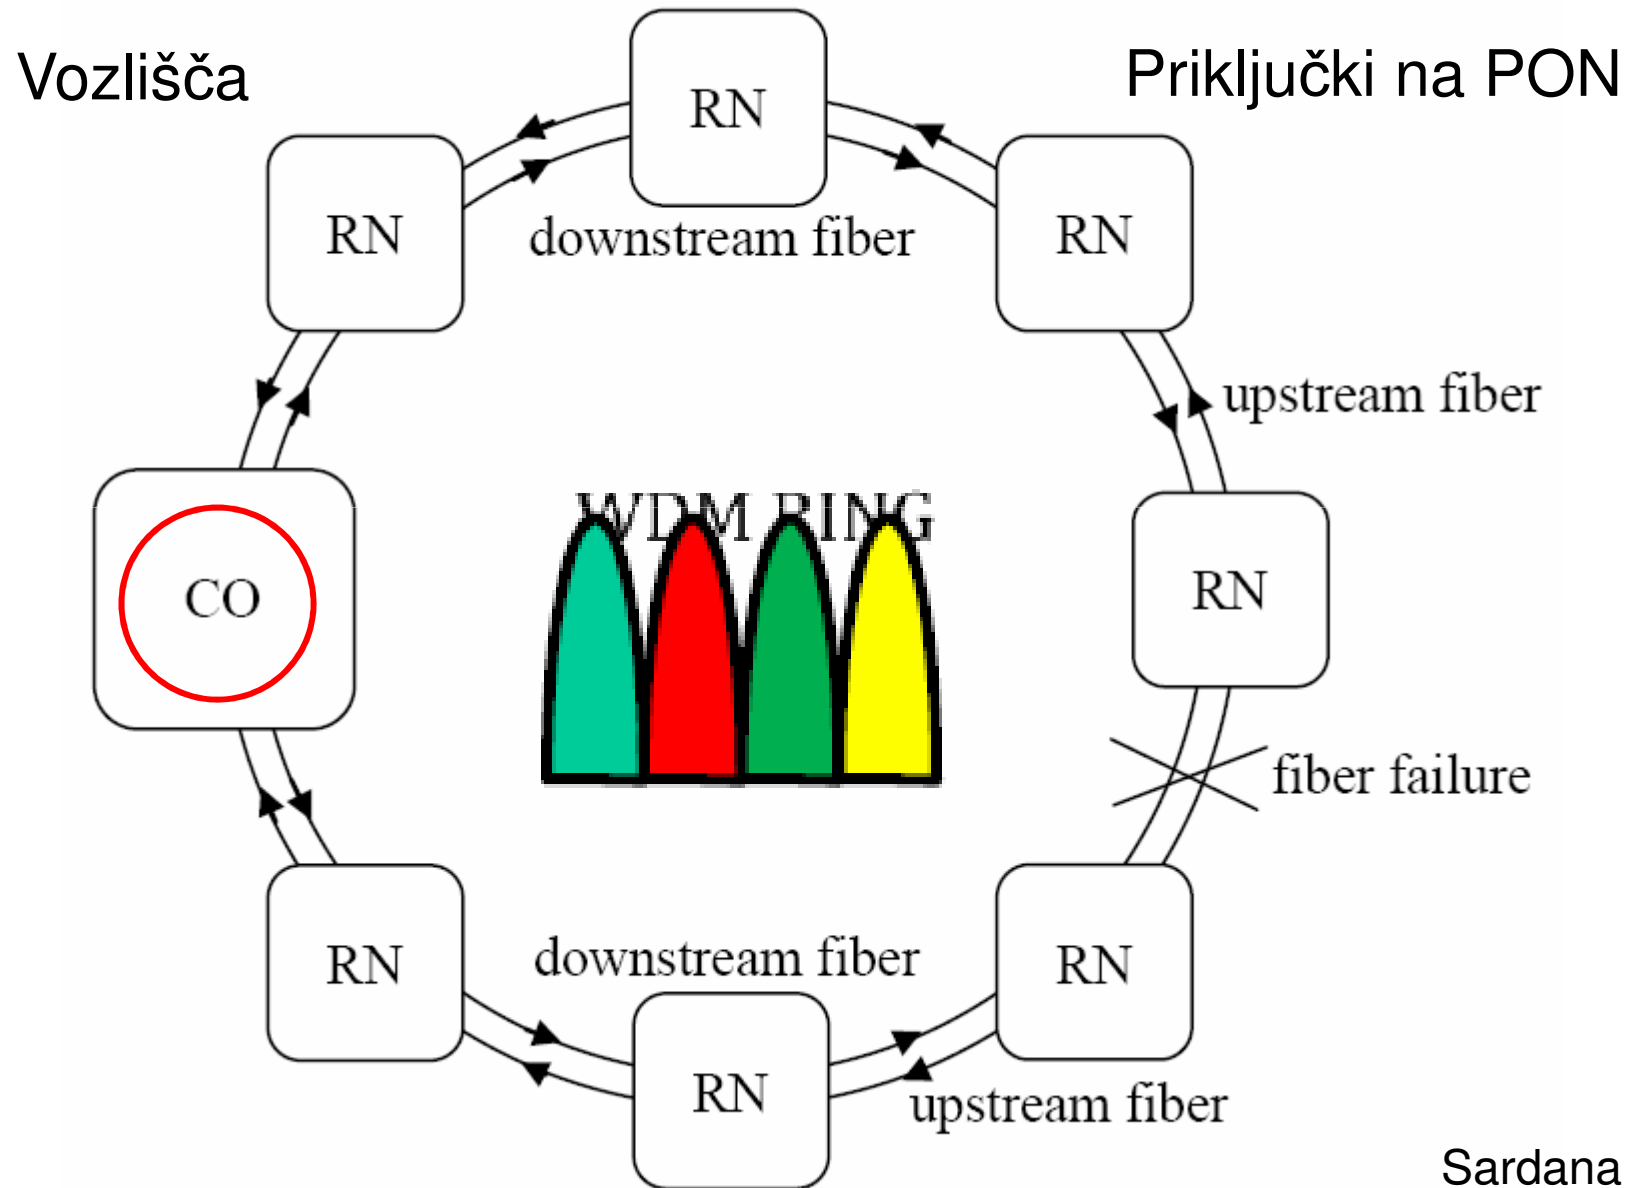 Vozlišča
Priključki na PON
RN
RN
RN
downstream fiber
upstream fiber
WDM RING
CO
RN
fiber failure
RN
RN
downstream fiber
RN
upstream fiber
Sardana